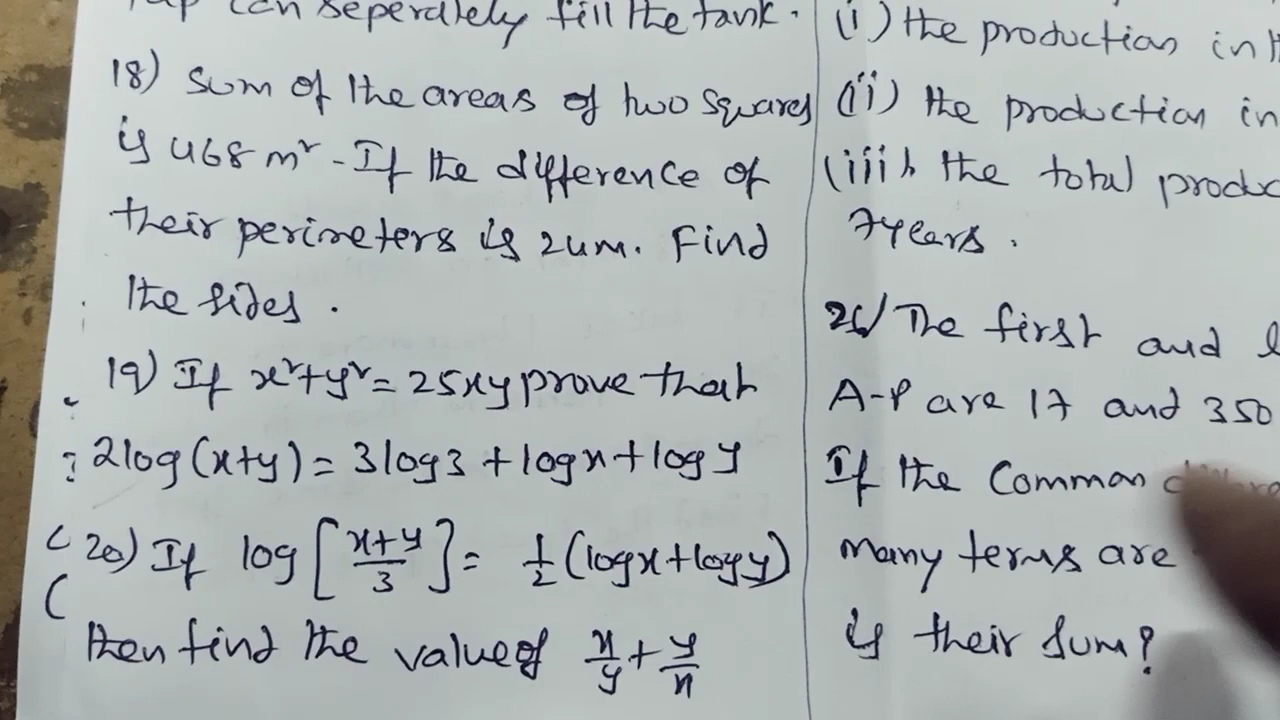 can seperately fill the tank.
18) Sum of the areas of two squares
is 468 m² - If the difference of
their perimeters is 24m. Find
the sides.
19) If x²+y² = 25xy prove that
2log(x+y) = 3log3 + logx + logy
20) If log[x+y/3] = 1/2(logx+logy)
then find the value of x/y + y/x
(i) the production in
(ii) the production in
(iii) the total
7years.
26) The first and
A-P are 17 and 350
If the Common
many terms are
is their sum?